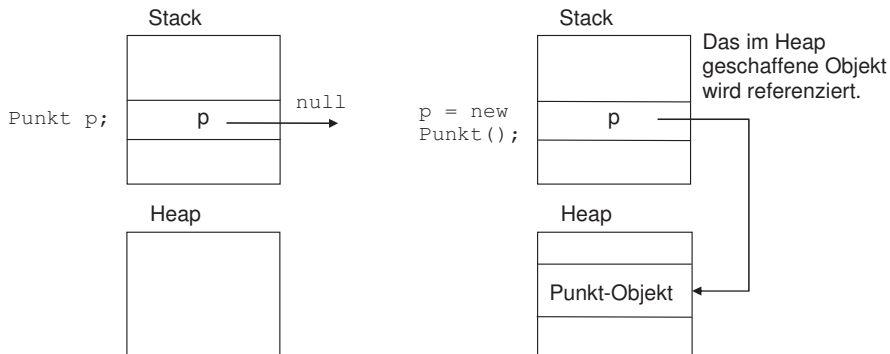 Stack
Punkt p;
p
null
Heap
Stack
p = new
Punkt();
p
Das im Heap
geschaffene Objekt
wird referenziert.
Heap
Punkt-Objekt